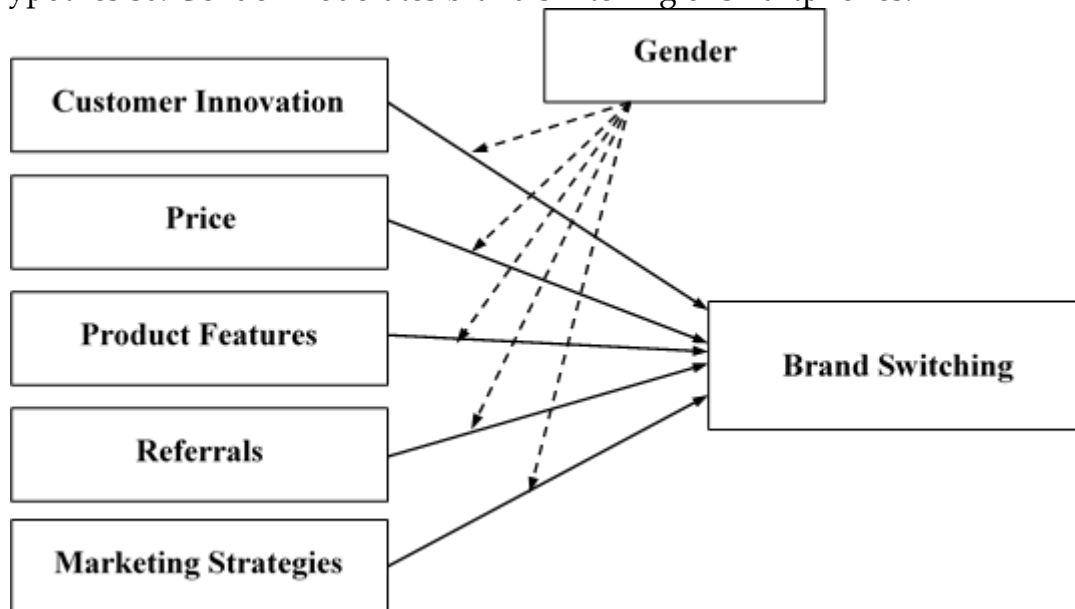 Gender
Customer Innovation
Price
Product Features
Brand Switching
Referrals
Marketing Strategies